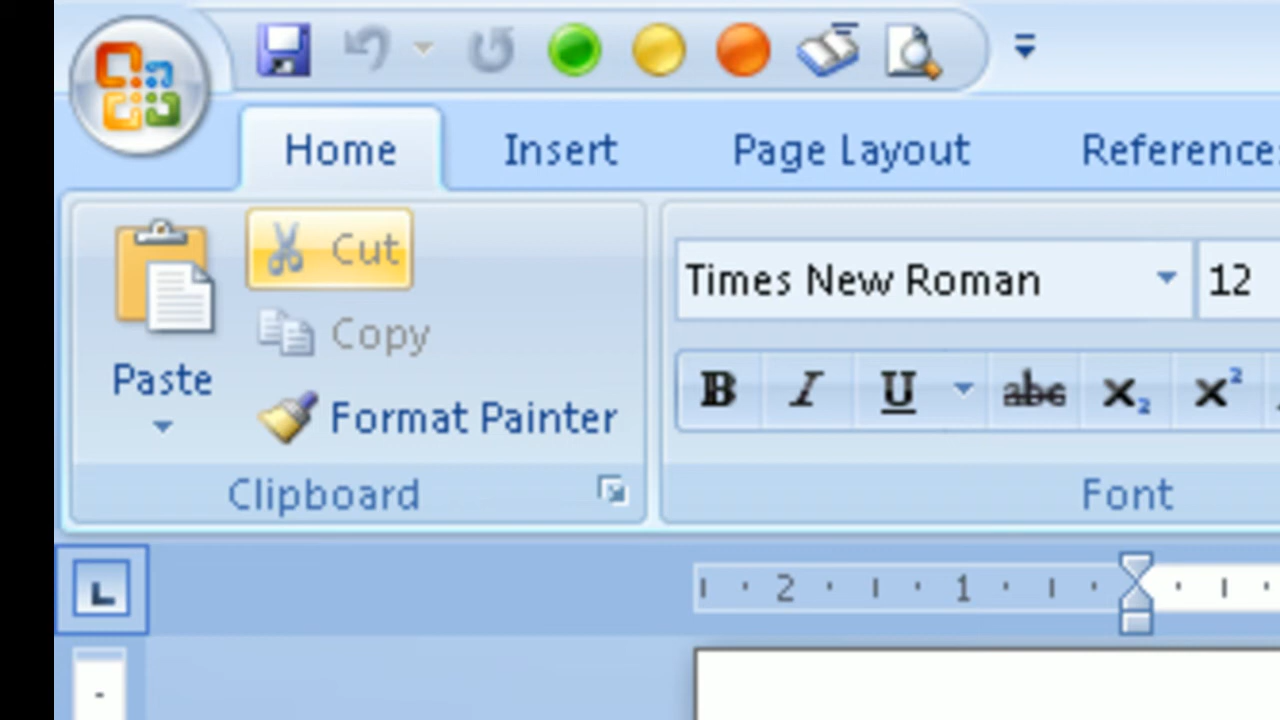 Home Insert Page Layout Reference
Cut
Copy
Paste
Format Painter
Clipboard
Times New Roman 12
B I U abc x₂ x²
Font
2 1